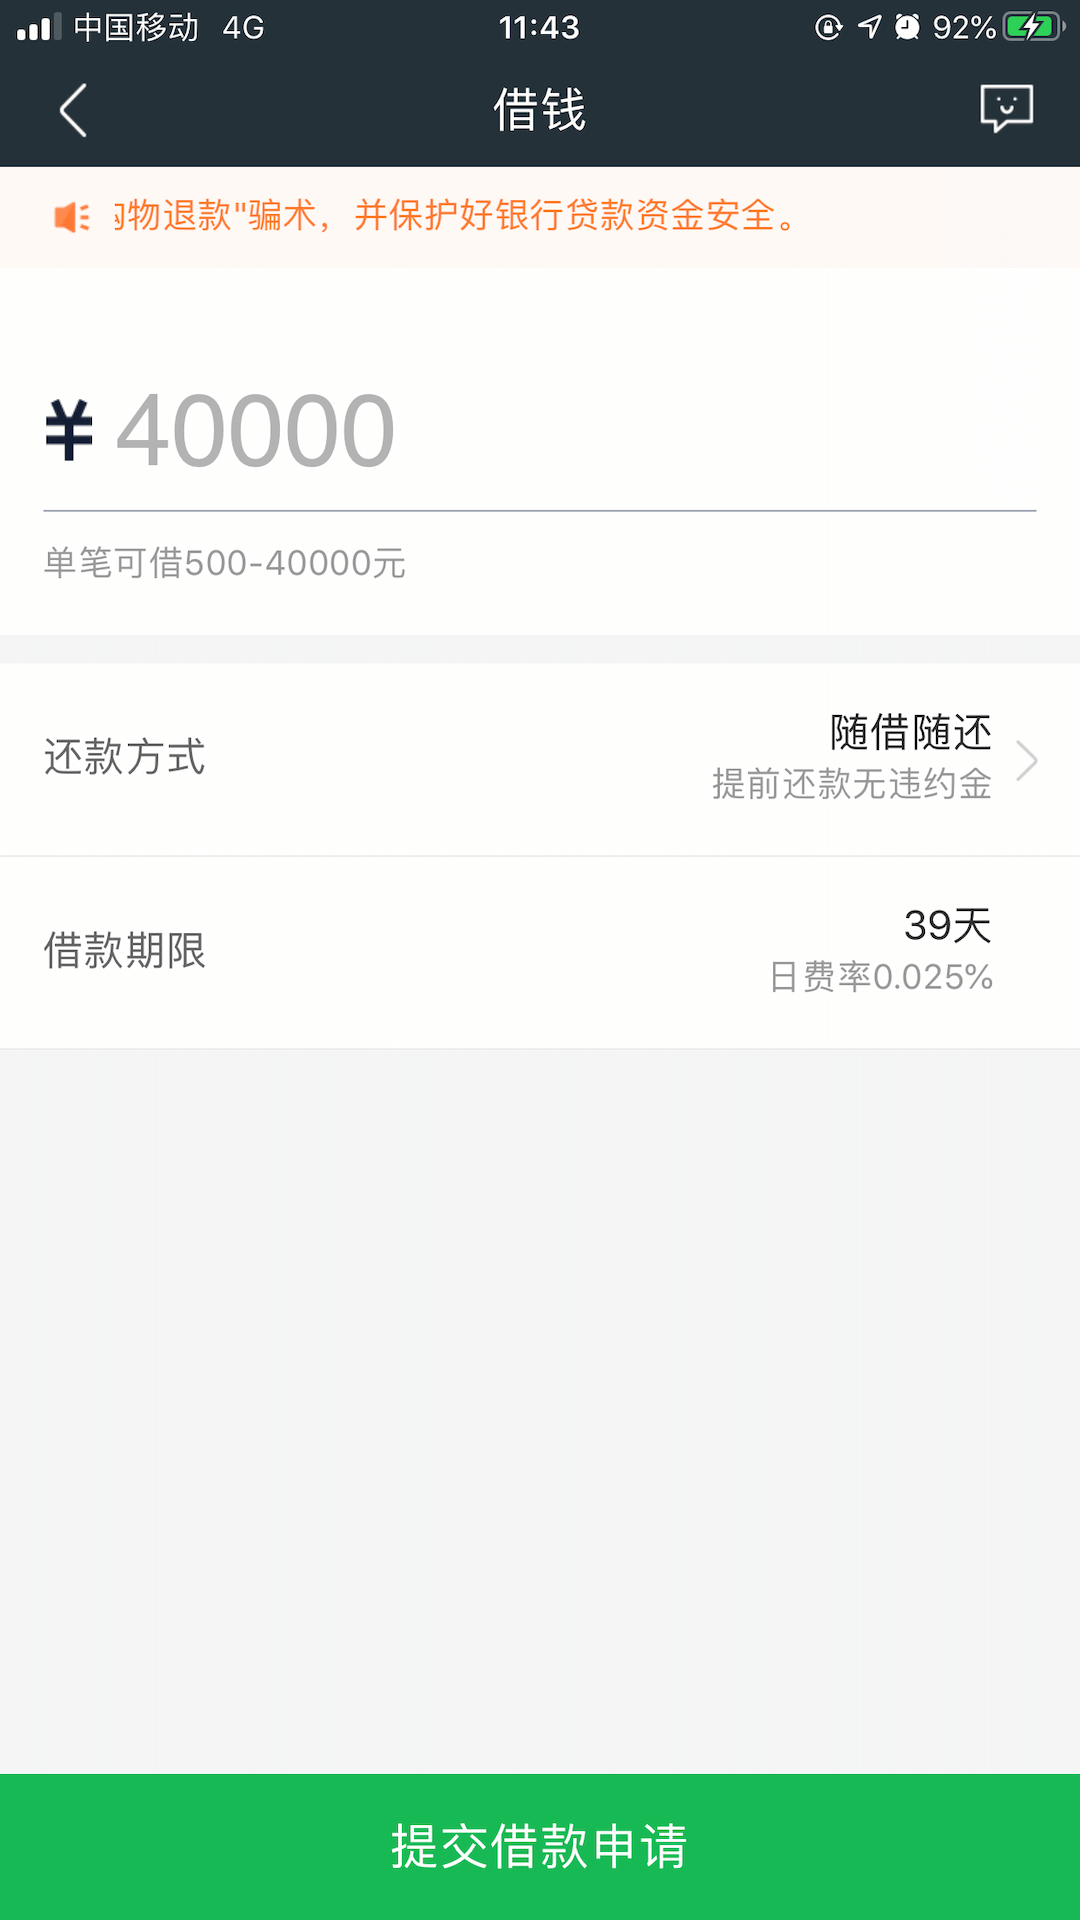 中国移动 4G 11:43 92%
借钱
物退款"骗术，并保护好银行贷款资金安全。
¥ 40000
单笔可借500-40000元
随借随还
还款方式
提前还款无违约金
39天
借款期限
日费率0.025%
提交借款申请